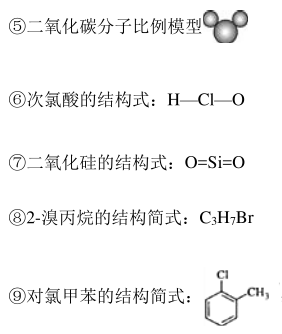 ⑤二氧化碳分子比例模型
⑥次氯酸的结构式：H—Cl—O
⑦二氧化硅的结构式：O=Si=O
⑧2-溴丙烷的结构简式：C₃H₇Br
Cl
⑨对氯甲苯的结构简式：
CH₃